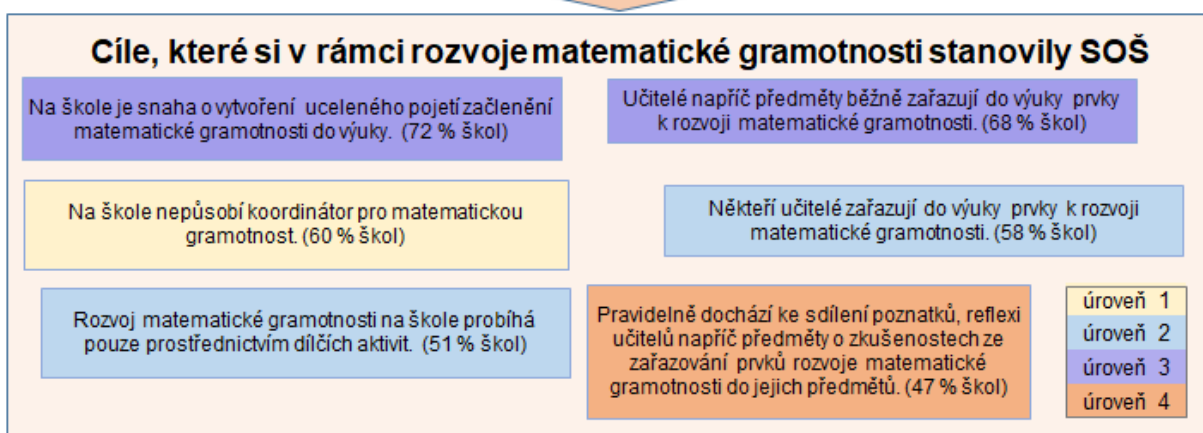 Cíle, které si v rámci rozvoje matematické gramotnosti stanovily SOŠ
Na škole je snaha o vytvoření uceleného pojetí začlenění
matematické gramotnosti do výuky. (72 % škol)
Učitelé napříč předměty běžně zařazují do výuky prvky
k rozvoji matematické gramotnosti. (68 % škol)
Na škole nepůsobí koordinátor pro matematickou
gramotnost. (60 % škol)
Někteří učitelé zařazují do výuky prvky k rozvoji
matematické gramotnosti. (58 % škol)
Rozvoj matematické gramotnosti na škole probíhá
pouze prostřednictvím dílčích aktivit. (51 % škol)
Pravidelně dochází ke sdílení poznatků, reflexi
učitelů napříč předměty o zkušenostech ze
zařazování prvků rozvoje matematické
gramotnosti do jejich předmětů. (47 % škol)
úroveň 1
úroveň 2
úroveň 3
úroveň 4